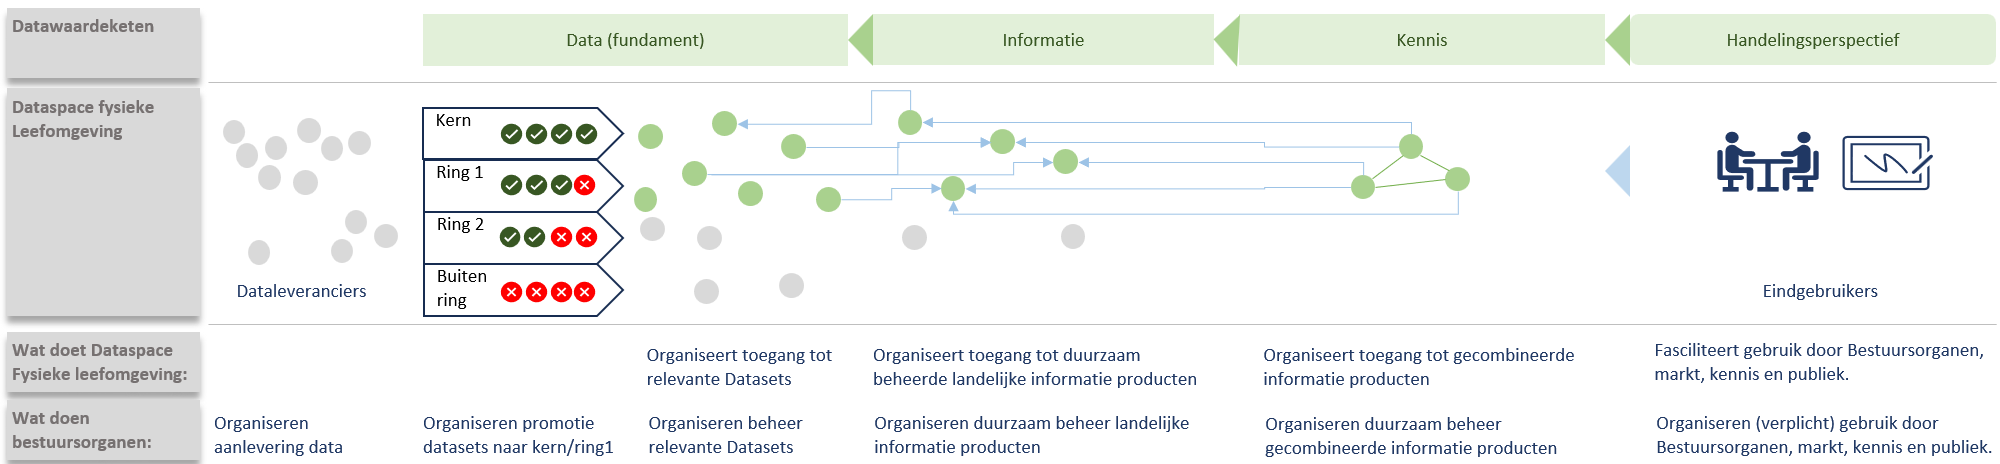 Datawaardeketen
Data (fundament)
Informatie
Kennis
Handelingsperspectief
Dataspace fysieke
Leefomgeving
Kern
Ring 1
Ring 2
Buiten
ring
Dataleveranciers
Eindgebruikers
Wat doet Dataspace
Fysieke leefomgeving:
Organiseert toegang tot
relevante Datasets
Organiseert toegang tot duurzaam
beheerde landelijke informatie producten
Organiseert toegang tot gecombineerde
informatie producten
Fasciliteert gebruik door Bestuursorganen,
markt, kennis en publiek.
Wat doen
bestuursorganen:
Organiseren
aanlevering data
Organiseren promotie
datasets naar kern/ring1
Organiseren beheer
relevante Datasets
Organiseren duurzaam beheer landelijke
informatie producten
Organiseren duurzaam beheer
gecombineerde informatie producten
Organiseren (verplicht) gebruik door
Bestuursorganen, markt, kennis en publiek.